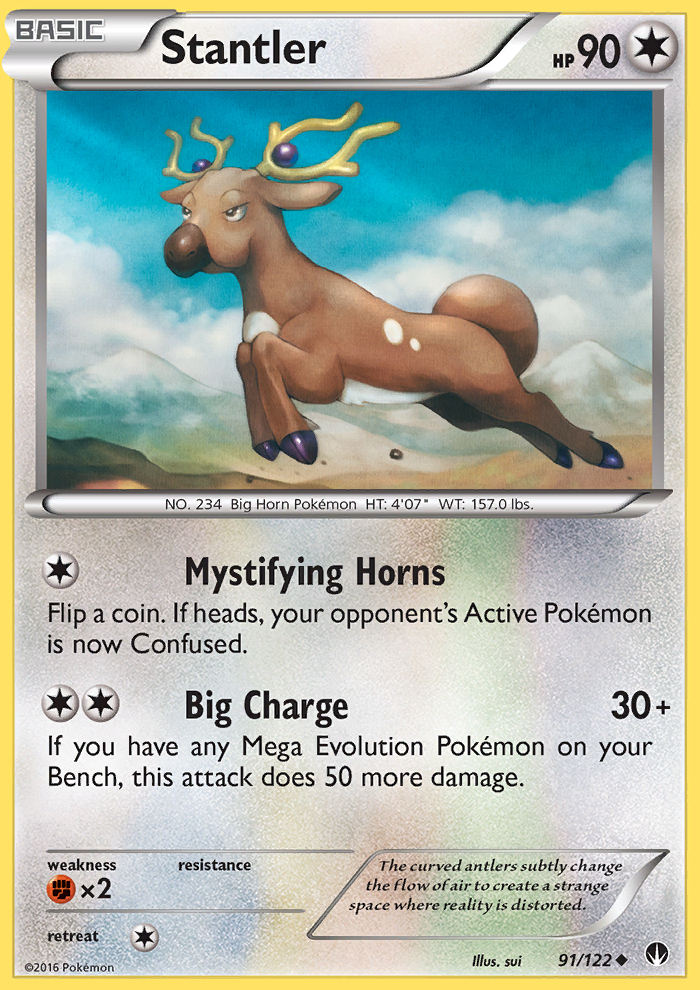 BASIC
Stantler
HP90
NO. 234 Big Horn Pokémon HT: 4'07" WT: 157.0 lbs.
Mystifying Horns
Flip a coin. If heads, your opponent's Active Pokémon
is now Confused.
Big Charge 30+
If you have any Mega Evolution Pokémon on your
Bench, this attack does 50 more damage.
weakness resistance
×2
The curved antlers subtly change
the flow of air to create a strange
space where reality is distorted.
retreat
©2016 Pokémon
Illus. sui 91/122